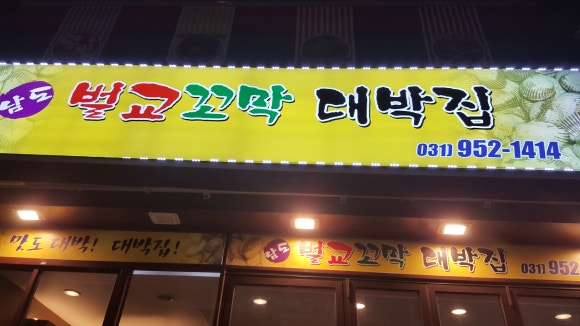 남도 벌교꼬막 대박집
031) 952-1414
맛도 대박! 대박집!
남도 벌교꼬막 대박집
031) 952